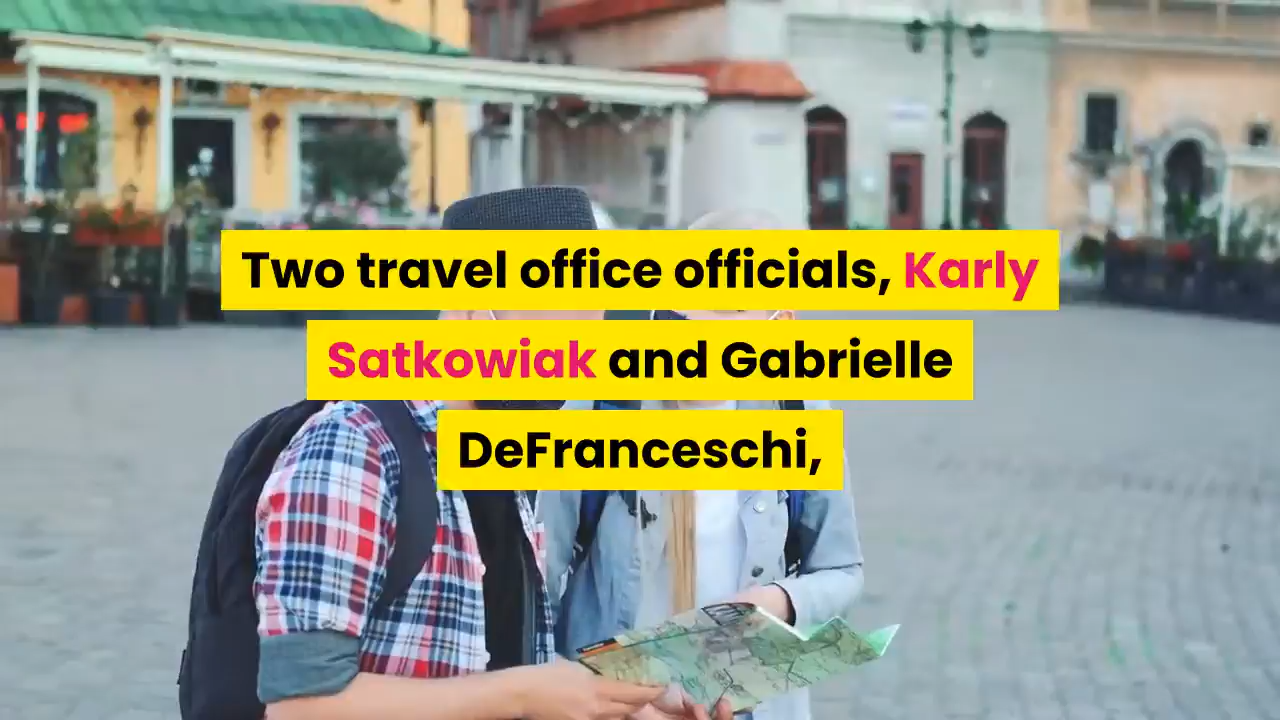 Two travel office officials, Karly
Satkowiak and Gabrielle
DeFranceschi,